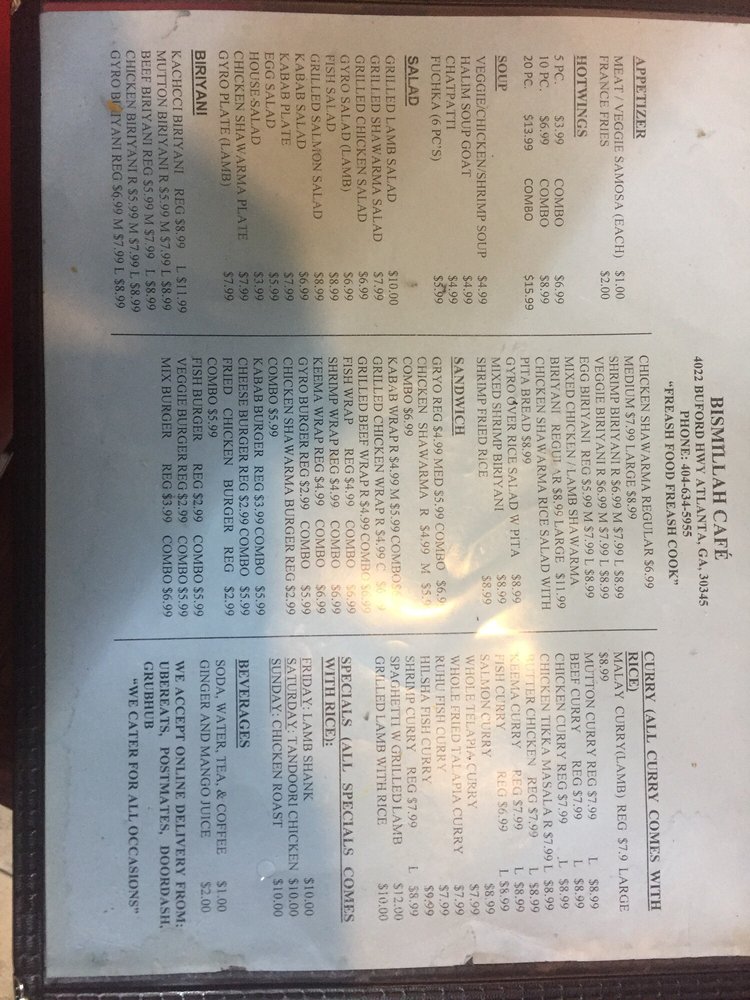 BISMILLAH CAFÉ
4022 BUFORD HWY ATLANTA, GA, 30345
PHONE: 404-634-5955
“FREASH FOOD FREASH COOK”
APPETIZER
MEAT / VEGGIE SAMOSA (EACH) $1.00
FRANCE FRIES $2.00
HOTWINGS
5 PC. $3.99 COMBO $6.99
10 PC. $6.99 COMBO $8.99
20 PC. $13.99 COMBO $15.99
SOUP
VEGGIE/CHICKEN/SHRIMP SOUP $4.99
HALIM SOUP GOAT $4.99
CHATPATTI $4.99
FUCHKA (6 PC'S) $5.99
SALAD
GRILLED LAMB SALAD $10.00
GRILLED SHAWARMA SALAD $7.99
GRILLED CHICKEN SALAD $6.99
GYRO SALAD (LAMB) $6.99
FISH SALAD $8.99
GRILLED SALMON SALAD $8.99
KABAB SALAD $6.99
KABAB PLATE $7.99
EGG SALAD $5.99
HOUSE SALAD $3.99
CHICKEN SHAWARMA PLATE $7.99
GYRO PLATE (LAMB) $7.99
BIRIYANI
KACHCCI BIRIYANI REG $8.99 L $11.99
MUTTON BIRIYANI R $5.99 M $7.99 L $8.99
BEEF BIRIYANI REG $5.99 M $7.99 L $8.99
CHICKEN BIRIYANI R $5.99 M $7.99 L $8.99
GYRO BIRIYANI REG $6.99 M $7.99 L $8.99
CHICKEN SHAWARMA REGULAR $6.99
MEDIUM $7.99 LARGE $8.99
SHRIMP BIRIYANI R $6.99 M $7.99 L $8.99
VEGGIE BIRIYANI R $6.99 M $7.99 L $8.99
EGG BIRIYANI REG $5.99 M $7.99 L $8.99
MIXED CHICKEN / LAMB SHAWARMA
BIRIYANI REGULAR $8.99 LARGE $11.99
CHICKEN SHAWARMA RICE SALAD WITH
PITA BREAD $8.99
GYRO OVER RICE SALAD W PITA $8.99
MIXED SHRIMP BIRIYANI $8.99
SHRIMP FRIED RICE $8.99
SANDWICH
GRYO REG $4.99 MED $5.99 COMBO
CHICKEN SHAWARMA R $4.99 M
COMBO $6.99
KABAB WRAP R $4.99 M $5.99 COMBO
GRILLED CHICKEN WRAP R $4.99
GRILLED BEEF WRAP R $4.99 COMBO $6.99
FISH WRAP REG $4.99 COMBO $6.99
SHRIMP WRAP REG $4.99 COMBO $6.99
KEEMA WRAP REG $4.99 COMBO $6.99
GYRO BURGER REG $2.99 COMBO $5.99
CHICKEN SHAWARMA BURGER REG $2.99
COMBO $5.99
KABAB BURGER REG $3.99 COMBO $5.99
CHEESE BURGER REG $2.99 COMBO $5.99
FRIED CHICKEN BURGER REG $2.99
COMBO $5.99
FISH BURGER REG $2.99 COMBO $5.99
VEGGIE BURGER REG $2.99 COMBO $5.99
MIX BURGER REG $3.99 COMBO $6.99
CURRY (ALL CURRY COMES WITH
RICE)
MALAY CURRY(LAMB) REG $7.9 LARGE
$8.99
MUTTON CURRY REG $7.99 L $8.99
BEEF CURRY REG $7.99 L $8.99
CHICKEN CURRY REG $7.99 L $8.99
CHICKEN TIKKA MASALA R $7.99 L $8.99
BUTTER CHICKEN REG $7.99 L $8.99
KEEMA CURRY REG $7.99 L $8.99
FISH CURRY REG $6.99 L $8.99
SALMON CURRY $8.99
WHOLE TELAPIA CURRY $7.99
WHOLE FRIED TALAPIA CURRY $7.99
RUHU FISH CURRY $7.99
HILSHA FISH CURRY $9.99
SHRIMP CURRY REG $7.99 L $8.99
SPAGHETTI W GRILLED LAMB $12.00
GRILLED LAMB WITH RICE $10.00
SPECIALS (ALL SPECIALS COMES
WITH RICE):
FRIDAY: LAMB SHANK $10.00
SATURDAY: TANDOORI CHICKEN $10.00
SUNDAY: CHICKEN ROAST $10.00
BEVERAGES
SODA, WATER, TEA, & COFFEE $1.00
GINGER AND MANGO JUICE $2.00
WE ACCEPT ONLINE DELIVERY FROM:
UBEREATS, POSTMATES, DOORDASH,
GRUBHUB
“WE CATER FOR ALL OCCASIONS”